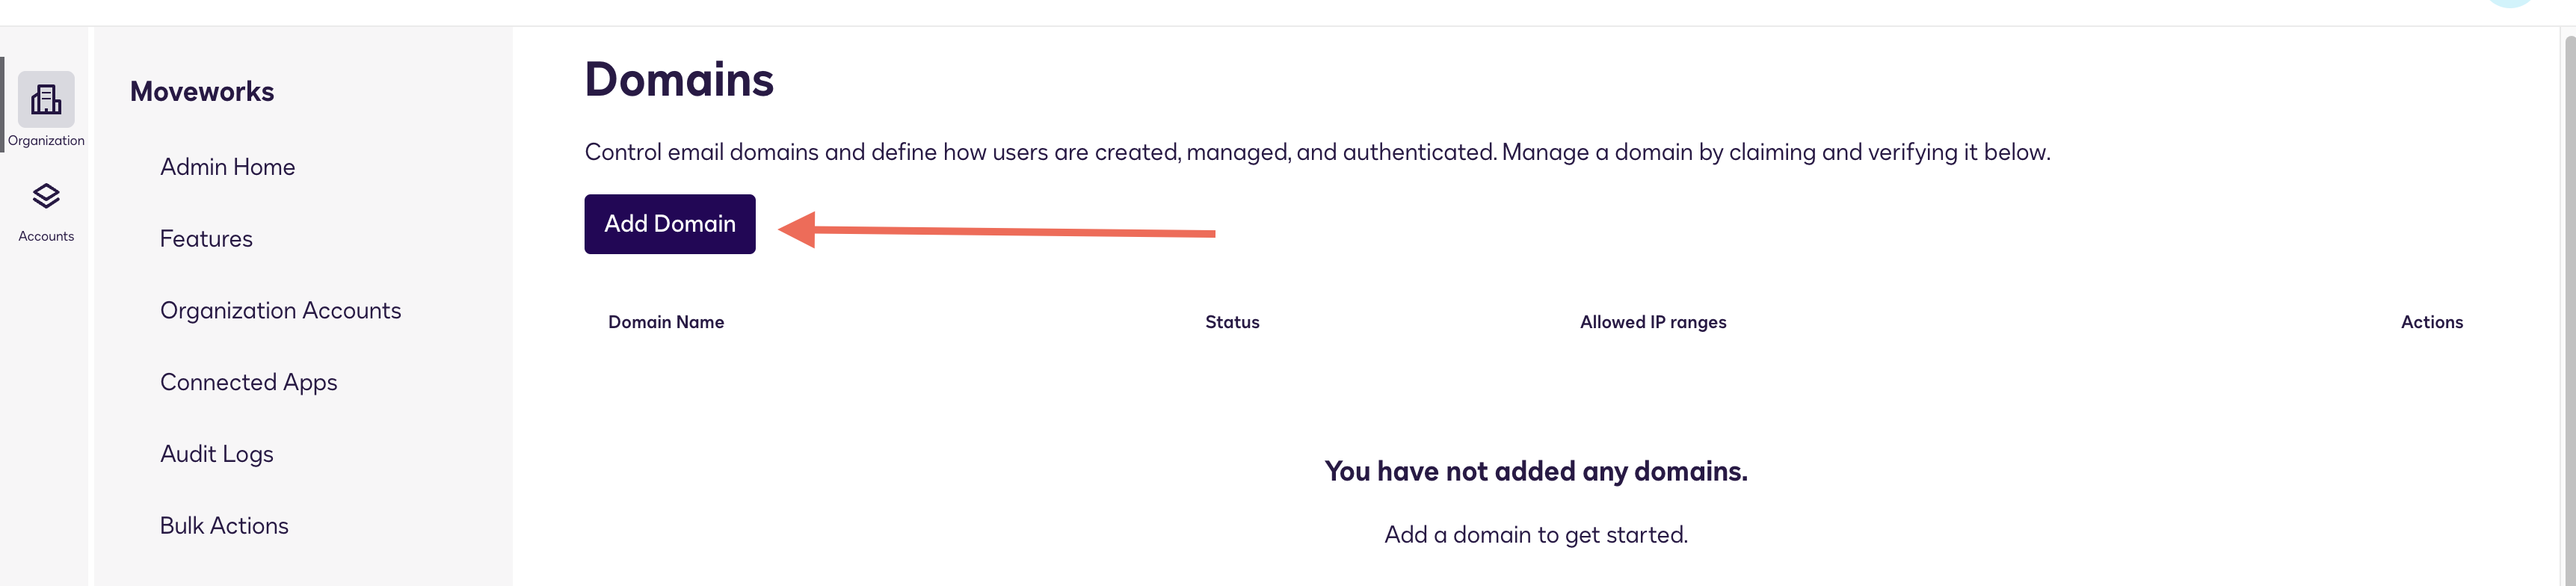 Organization
Accounts
Moveworks
Admin Home
Features
Organization Accounts
Connected Apps
Audit Logs
Bulk Actions
Domains
Control email domains and define how users are created, managed, and authenticated. Manage a domain by claiming and verifying it below.
Add Domain
Domain Name Status Allowed IP ranges Actions
You have not added any domains.
Add a domain to get started.